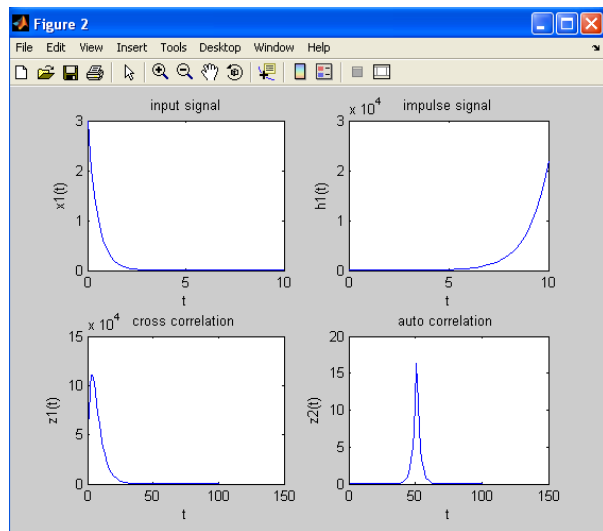 Figure 2
File Edit View Insert Tools Desktop Window Help
input signal
3
2
1
0
x1(t)
0 5 10
t
x 10^4 impulse signal
3
2
1
0
h1(t)
0 5 10
t
x 10^4 cross correlation
15
10
5
0
z1(t)
0 50 100 150
t
auto correlation
20
15
10
5
0
z2(t)
0 50 100 150
t